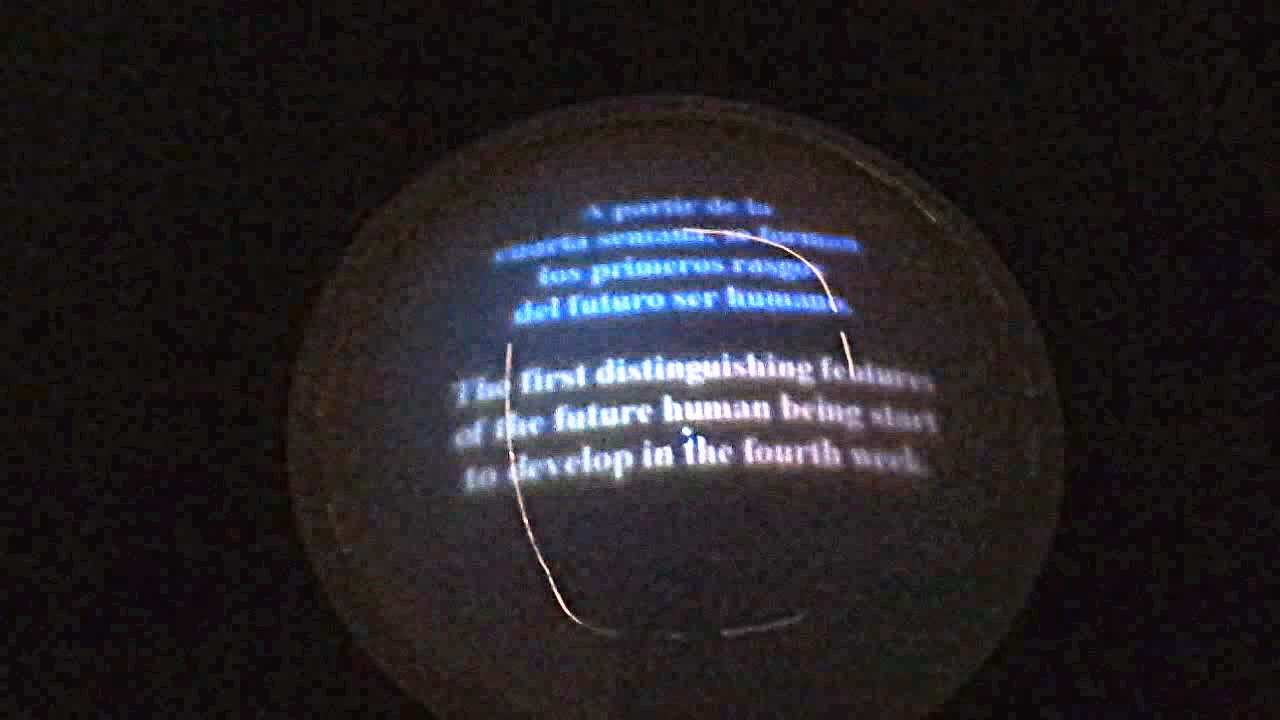 A partir de la
cuarta semana, se forman
los primeros rasgos
del futuro ser humano.
The first distinguishing features
of the future human being start
to develop in the fourth week.